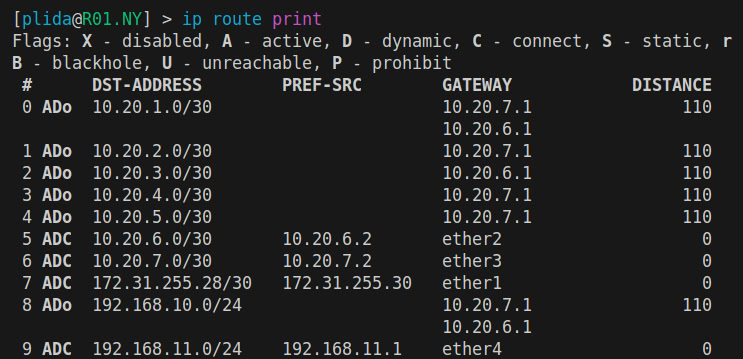 [plida@R01.NY] > ip route print
Flags: X - disabled, A - active, D - dynamic, C - connect, S - static, r
B - blackhole, U - unreachable, P - prohibit
 #      DST-ADDRESS        PREF-SRC        GATEWAY            DISTANCE
 0 ADo  10.20.1.0/30                       10.20.7.1               110
                                           10.20.6.1
 1 ADo  10.20.2.0/30                       10.20.7.1               110
 2 ADo  10.20.3.0/30                       10.20.6.1               110
 3 ADo  10.20.4.0/30                       10.20.7.1               110
 4 ADo  10.20.5.0/30                       10.20.7.1               110
 5 ADC  10.20.6.0/30       10.20.6.2       ether2                    0
 6 ADC  10.20.7.0/30       10.20.7.2       ether3                    0
 7 ADC  172.31.255.28/30   172.31.255.30   ether1                    0
 8 ADo  192.168.10.0/24                    10.20.7.1               110
                                           10.20.6.1
 9 ADC  192.168.11.0/24    192.168.11.1    ether4                    0